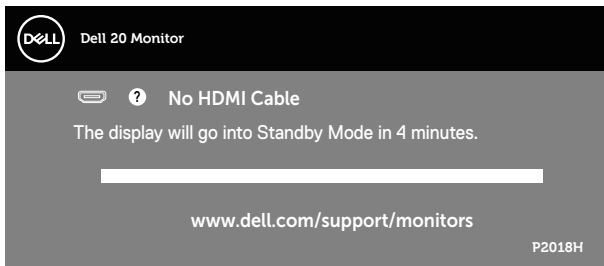 DELL Dell 20 Monitor
? No HDMI Cable
The display will go into Standby Mode in 4 minutes.
www.dell.com/support/monitors
P2018H